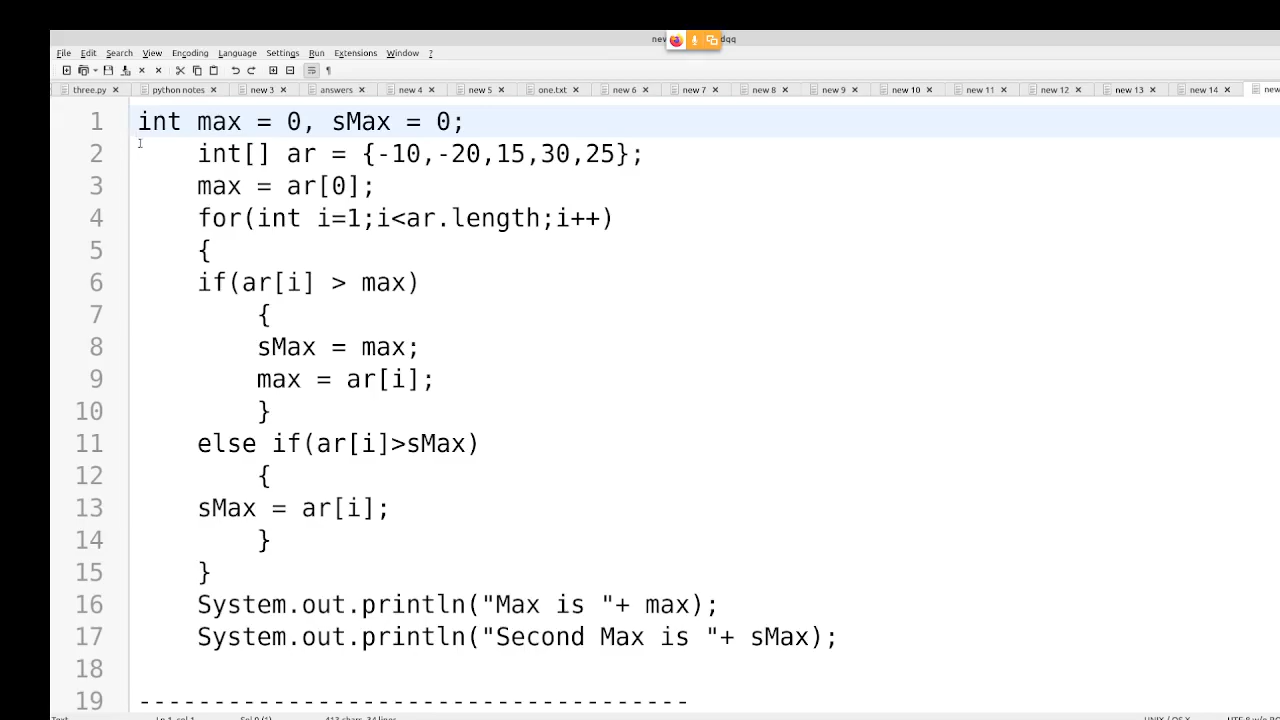 new dqq
File Edit Search View Encoding Language Settings Run Extensions Window ?
three.py python notes new 3 answers new 4 new 5 one.txt new 6 new 7 new 8 new 9 new 10 new 11 new 12 new 13 new 14 new
1 int max = 0, sMax = 0;
2 int[] ar = {-10,-20,15,30,25};
3 max = ar[0];
4 for(int i=1;i<ar.length;i++)
5 {
6 if(ar[i] > max)
7 {
8 sMax = max;
9 max = ar[i];
10 }
11 else if(ar[i]>sMax)
12 {
13 sMax = ar[i];
14 }
15 }
16 System.out.println("Max is "+ max);
17 System.out.println("Second Max is "+ sMax);
18
19 -------------------------------------